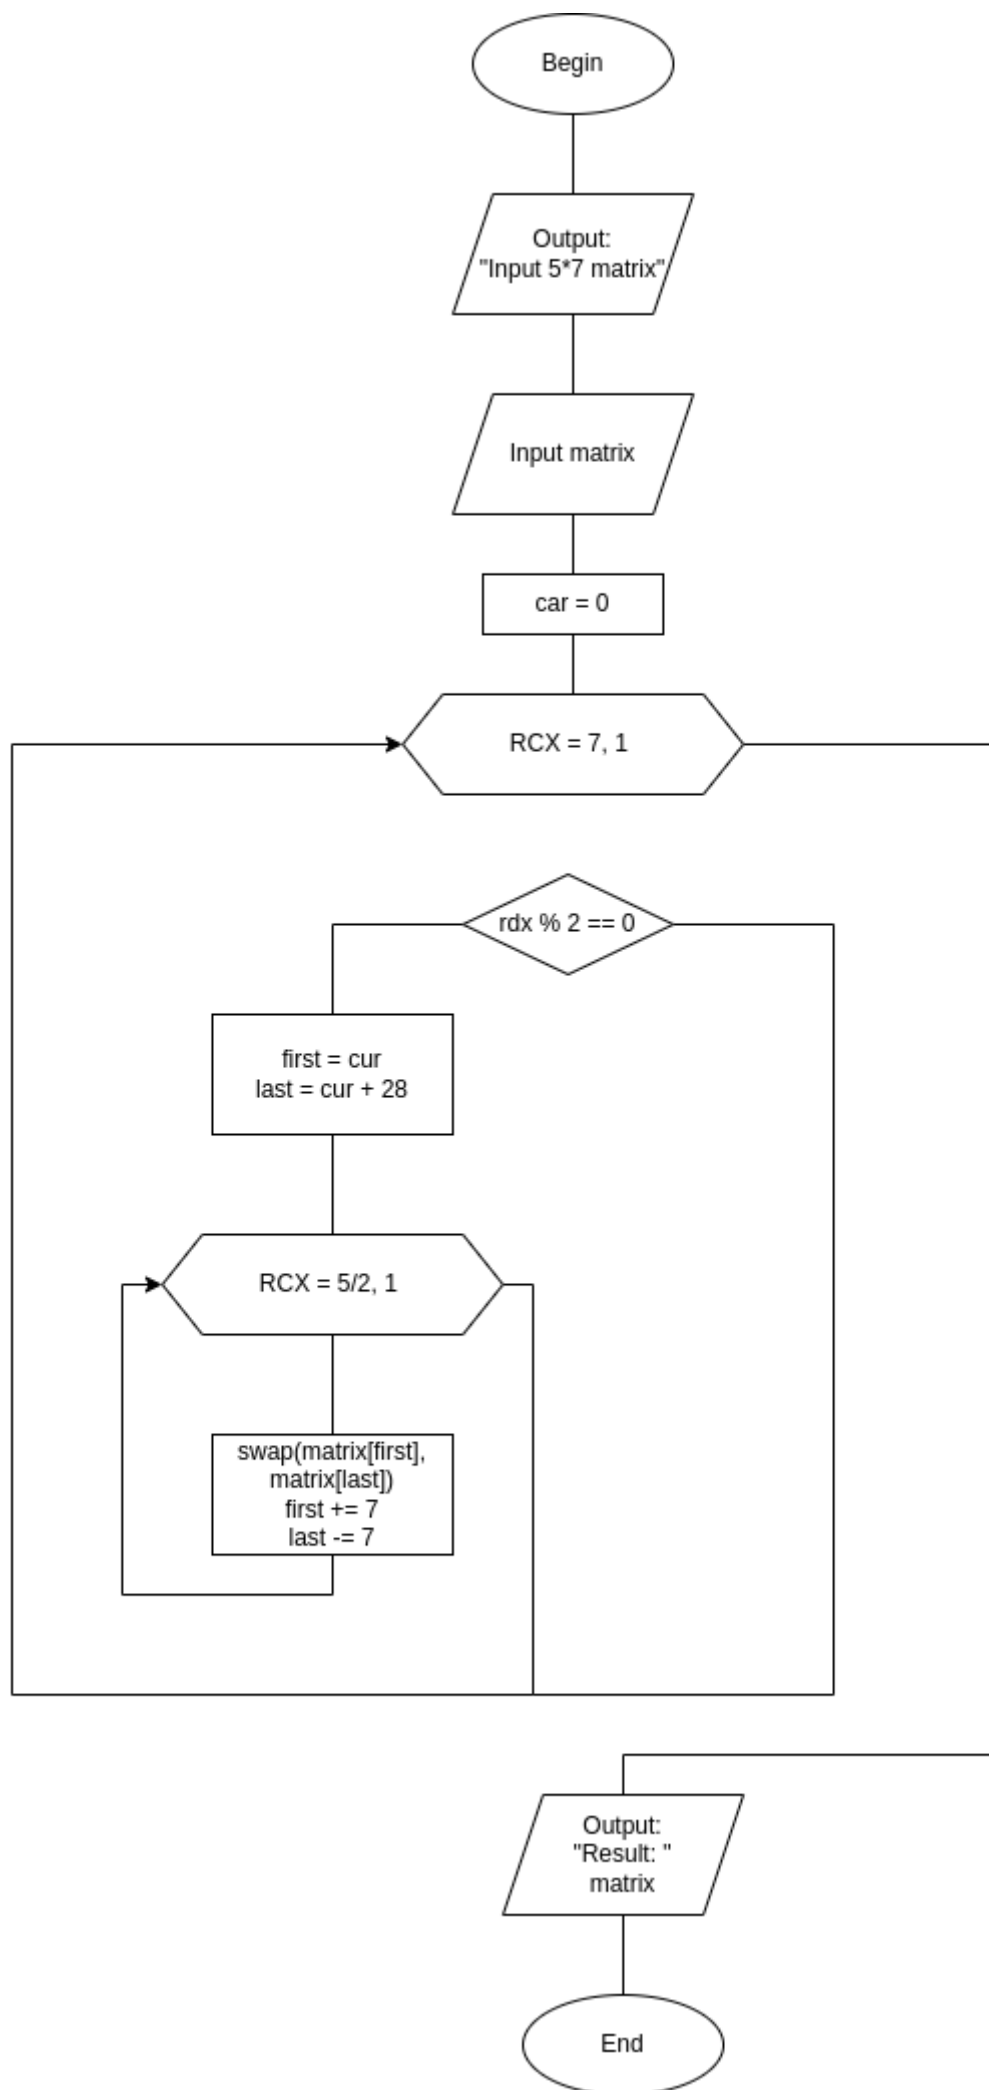 Begin
Output:
"Input 5*7 matrix"
Input matrix
car = 0
RCX = 7, 1
rdx % 2 == 0
first = cur
last = cur + 28
RCX = 5/2, 1
swap(matrix[first],
matrix[last])
first += 7
last -= 7
Output:
"Result: "
matrix
End